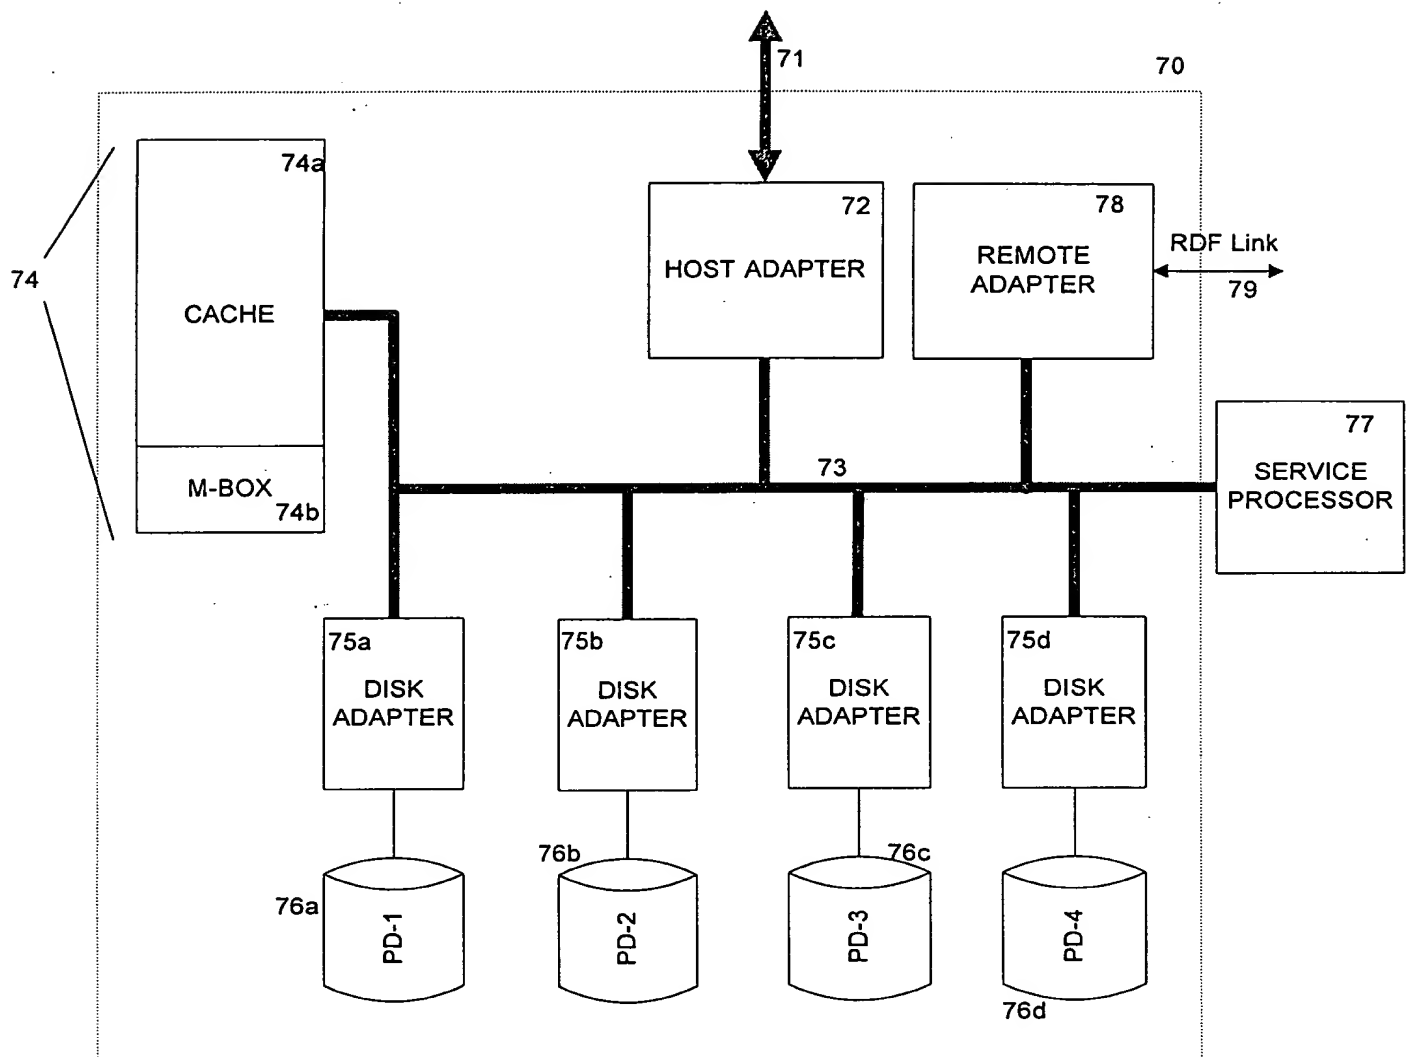 71
70
74a
74
CACHE
M-BOX
74b
72
HOST ADAPTER
78
REMOTE
ADAPTER
RDF Link
79
73
77
SERVICE
PROCESSOR
75a
DISK
ADAPTER
75b
DISK
ADAPTER
75c
DISK
ADAPTER
75d
DISK
ADAPTER
76a
PD-1
76b
PD-2
76c
PD-3
PD-4
76d